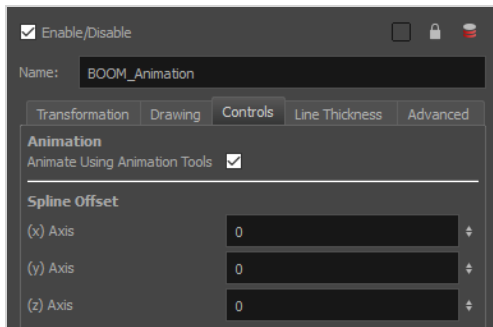 Enable/Disable
Name: BOOM_Animation
Transformation Drawing Controls Line Thickness Advanced
Animation
Animate Using Animation Tools
Spline Offset
(x) Axis 0
(y) Axis 0
(z) Axis 0